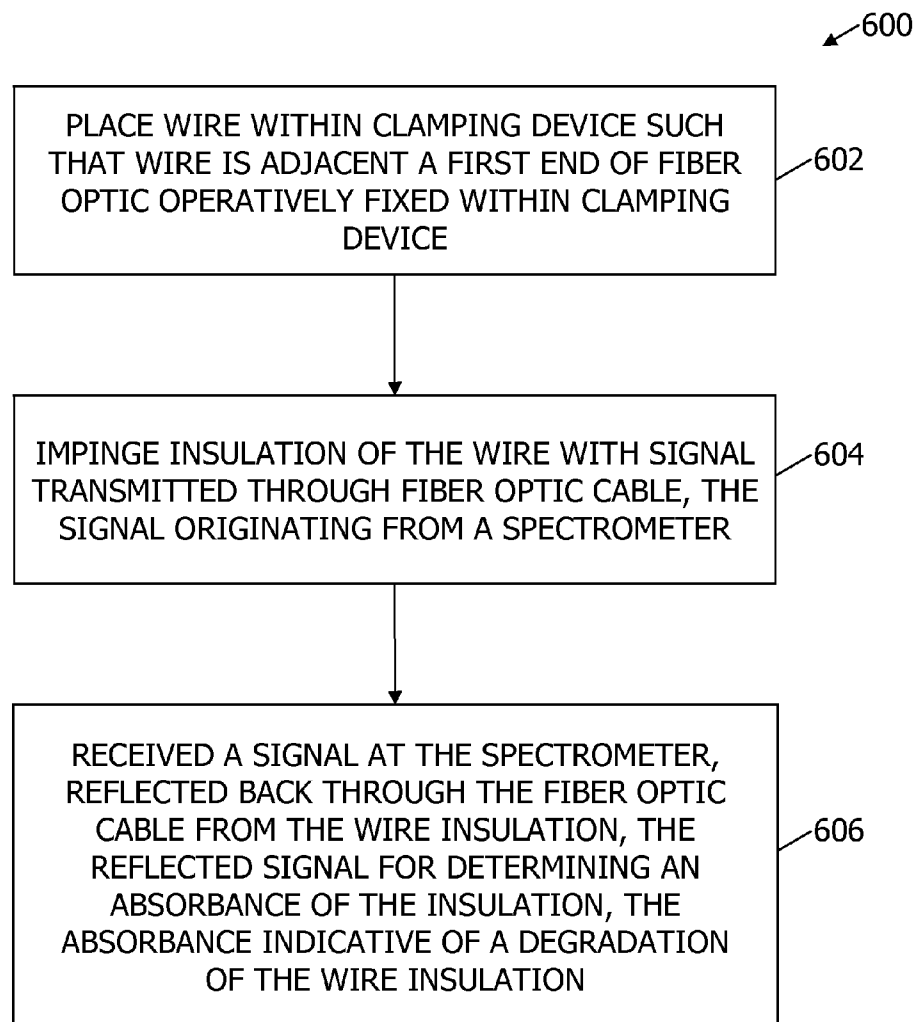 600
PLACE WIRE WITHIN CLAMPING DEVICE SUCH
THAT WIRE IS ADJACENT A FIRST END OF FIBER
OPTIC OPERATIVELY FIXED WITHIN CLAMPING
DEVICE
602
IMPINGE INSULATION OF THE WIRE WITH SIGNAL
TRANSMITTED THROUGH FIBER OPTIC CABLE, THE
SIGNAL ORIGINATING FROM A SPECTROMETER
604
RECEIVED A SIGNAL AT THE SPECTROMETER,
REFLECTED BACK THROUGH THE FIBER OPTIC
CABLE FROM THE WIRE INSULATION, THE
REFLECTED SIGNAL FOR DETERMINING AN
ABSORBANCE OF THE INSULATION, THE
ABSORBANCE INDICATIVE OF A DEGRADATION
OF THE WIRE INSULATION
606